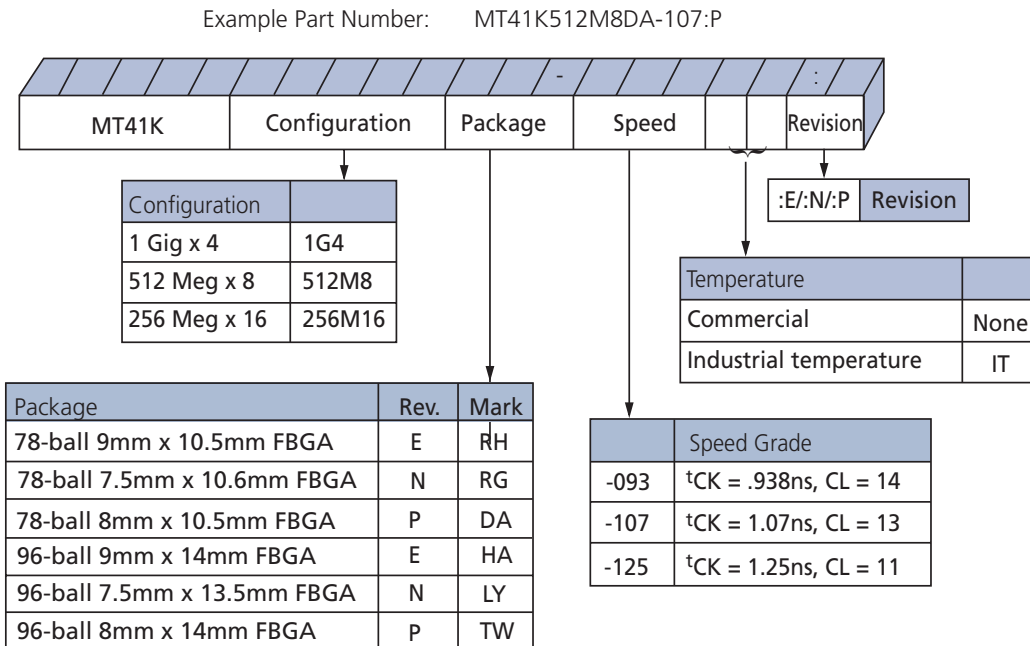 Example Part Number: MT41K512M8DA-107:P
- :
MT41K Configuration Package Speed Revision
:E/:N/:P Revision
Configuration
1 Gig x 4 1G4
512 Meg x 8 512M8
256 Meg x 16 256M16
Temperature
Commercial None
Industrial temperature IT
Package Rev. Mark
78-ball 9mm x 10.5mm FBGA E RH
78-ball 7.5mm x 10.6mm FBGA N RG
78-ball 8mm x 10.5mm FBGA P DA
96-ball 9mm x 14mm FBGA E HA
96-ball 7.5mm x 13.5mm FBGA N LY
96-ball 8mm x 14mm FBGA P TW
Speed Grade
-093 tCK = .938ns, CL = 14
-107 tCK = 1.07ns, CL = 13
-125 tCK = 1.25ns, CL = 11